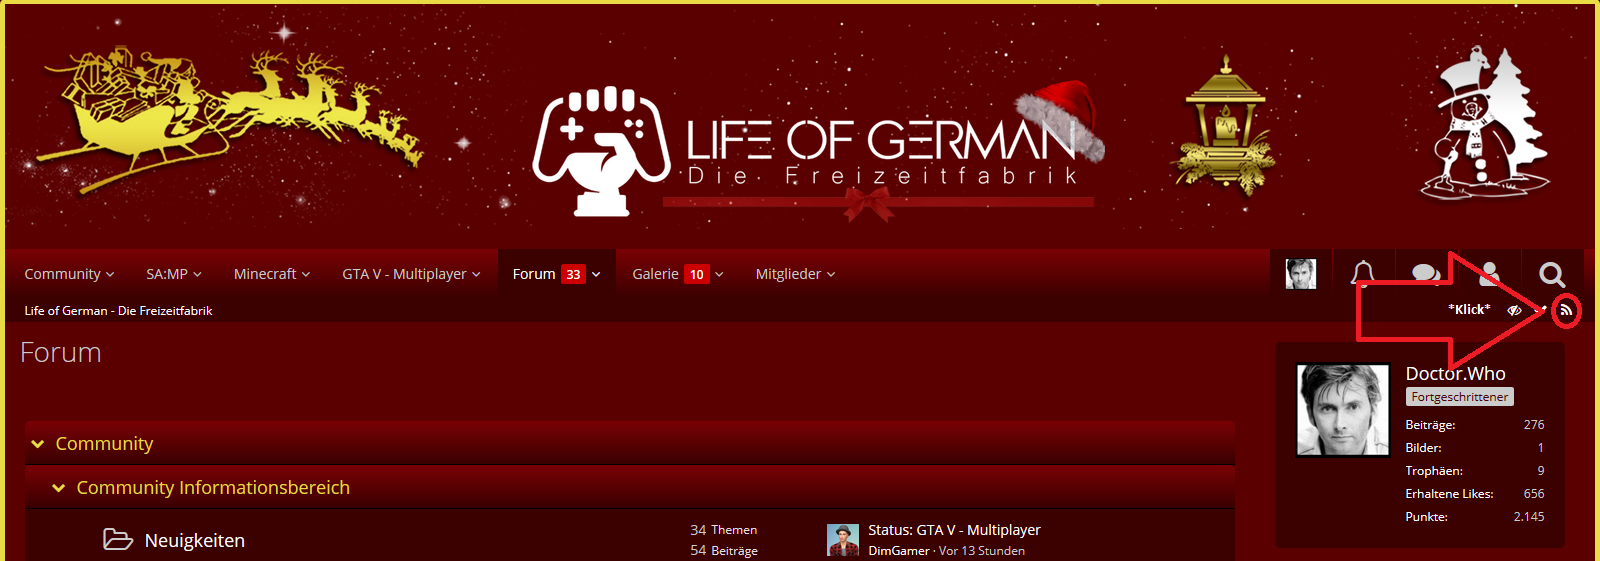 LIFE OF GERMAN
Die Freizeitfabrik
Community SA:MP Minecraft GTA V - Multiplayer Forum 33 Galerie 10 Mitglieder
Life of German - Die Freizeitfabrik
*Klick*
Forum
Doctor.Who
Fortgeschrittener
Beiträge: 276
Bilder: 1
Trophäen: 9
Erhaltene Likes: 656
Punkte: 2.145
Community
Community Informationsbereich
Neuigkeiten
34 Themen
54 Beiträge
Status: GTA V - Multiplayer
DimGamer · Vor 13 Stunden